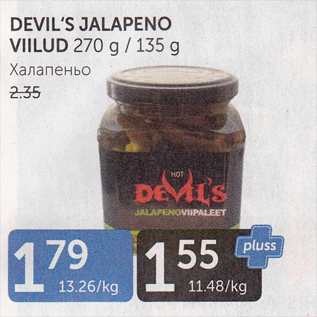 DEVIL'S JALAPENO
VIILUD 270 g / 135 g
Халапеньо
2.35
HOT
DEVIL'S
JALAPENOVIIPALEET
1 79
13.26/kg
1 55
pluss
11.48/kg